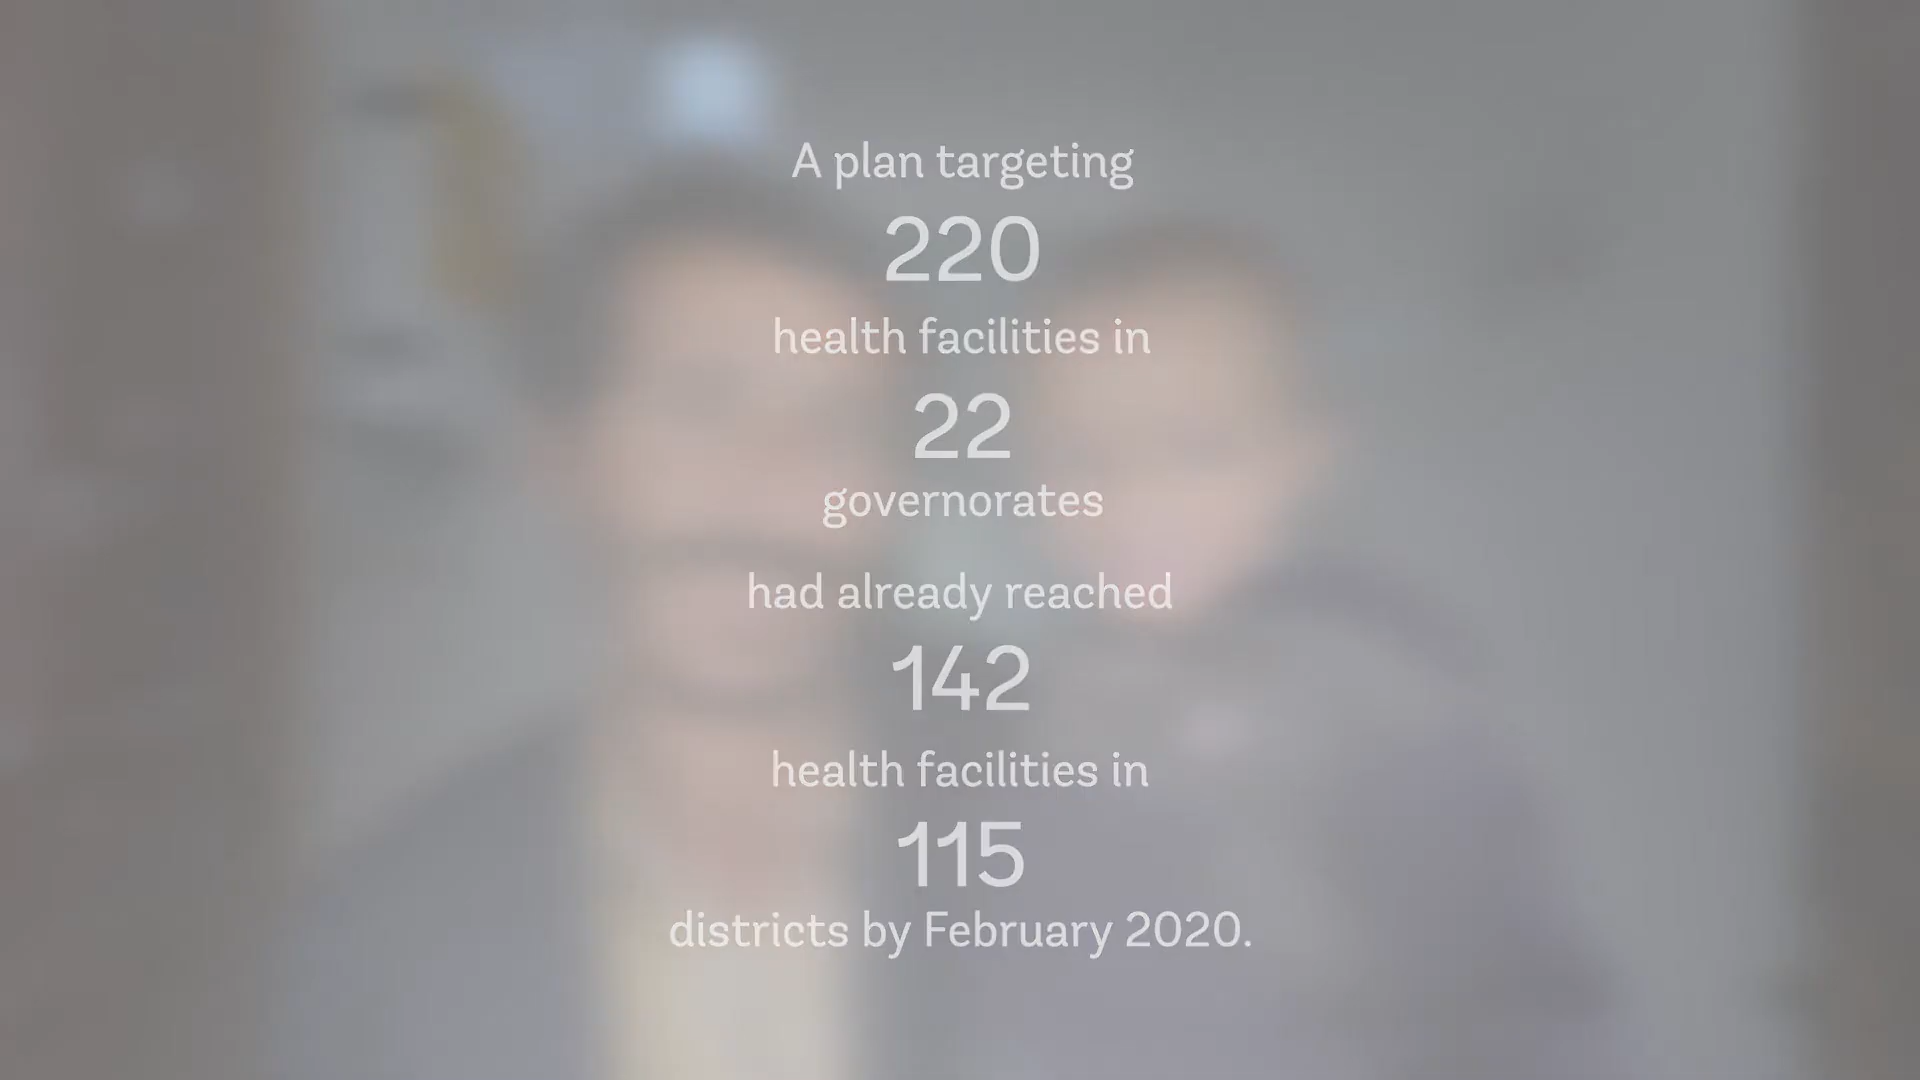 A plan targeting
220
health facilities in
22
governorates
had already reached
142
health facilities in
115
districts by February 2020.